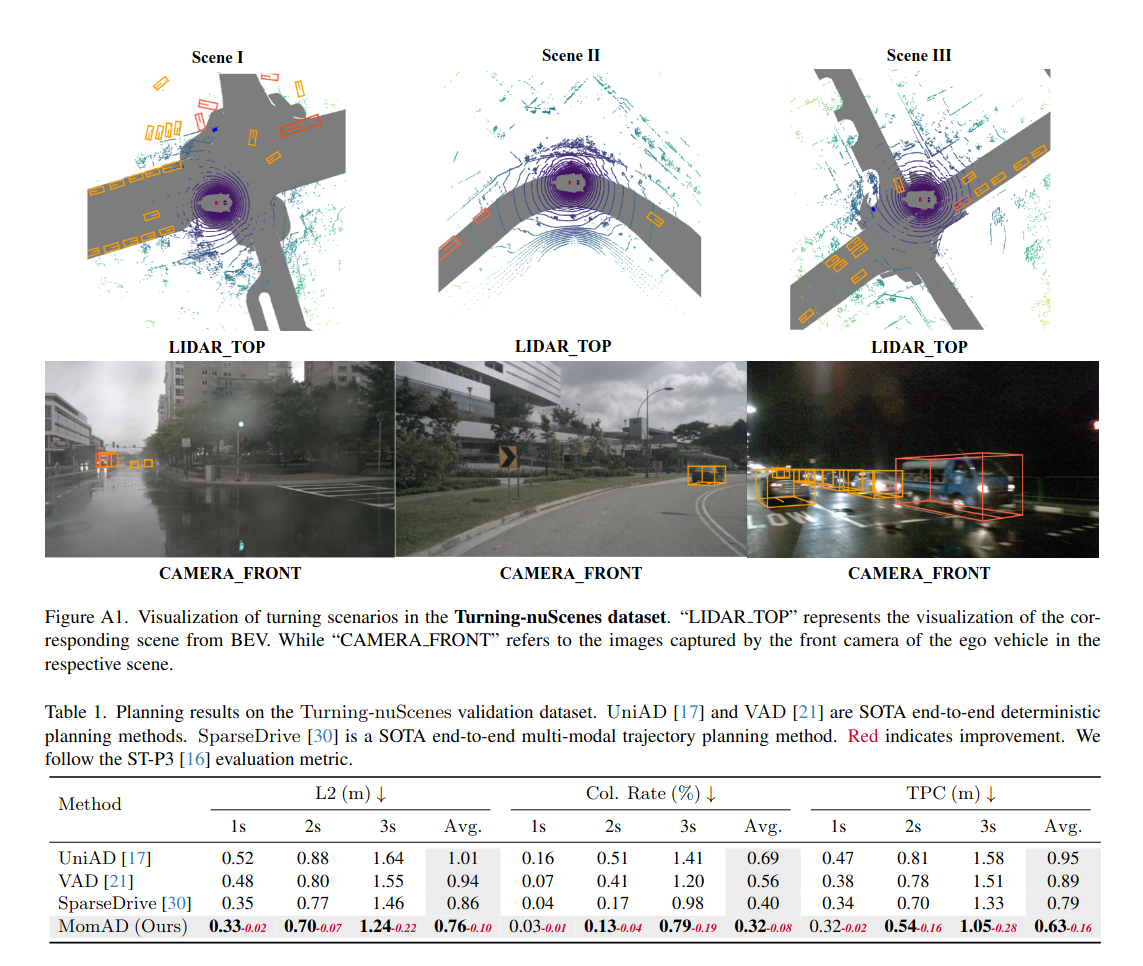 Scene I
Scene II
Scene III
LIDAR_TOP
LIDAR_TOP
LIDAR_TOP
LOW
CAMERA_FRONT
CAMERA_FRONT
CAMERA_FRONT
Figure A1. Visualization of turning scenarios in the Turning-nuScenes dataset. “LIDAR_TOP” represents the visualization of the cor-
responding scene from BEV. While “CAMERA_FRONT” refers to the images captured by the front camera of the ego vehicle in the
respective scene.
Table 1. Planning results on the Turning-nuScenes validation dataset. UniAD [17] and VAD [21] are SOTA end-to-end deterministic
planning methods. SparseDrive [30] is a SOTA end-to-end multi-modal trajectory planning method. Red indicates improvement. We
follow the ST-P3 [16] evaluation metric.
Method L2 (m) ↓ Col. Rate (%) ↓ TPC (m) ↓
1s 2s 3s Avg. 1s 2s 3s Avg. 1s 2s 3s Avg.
UniAD [17] 0.52 0.88 1.64 1.01 0.16 0.51 1.41 0.69 0.47 0.81 1.58 0.95
VAD [21] 0.48 0.80 1.55 0.94 0.07 0.41 1.20 0.56 0.38 0.78 1.51 0.89
SparseDrive [30] 0.35 0.77 1.46 0.86 0.04 0.17 0.98 0.40 0.34 0.70 1.33 0.79
MomAD (Ours) 0.33-0.02 0.70-0.07 1.24-0.22 0.76-0.10 0.03-0.01 0.13-0.04 0.79-0.19 0.32-0.08 0.32-0.02 0.54-0.16 1.05-0.28 0.63-0.16